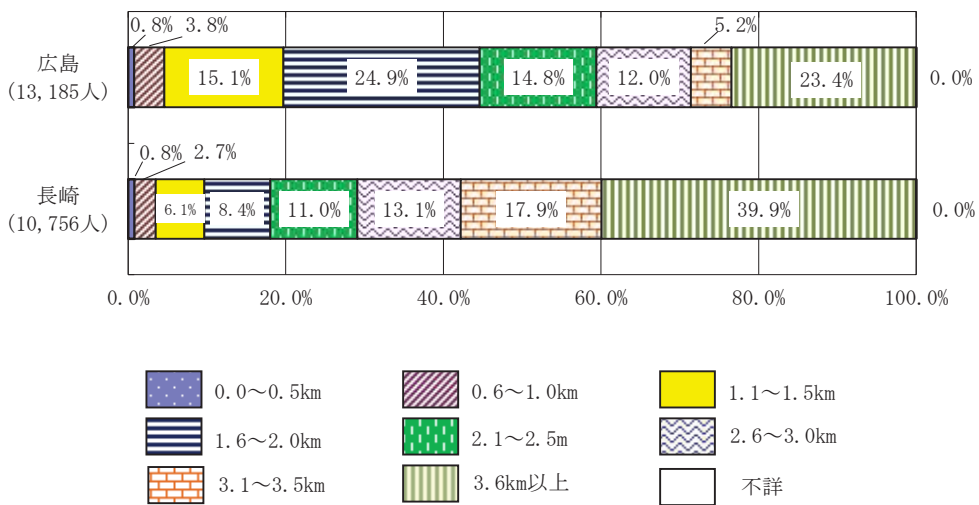 0.8% 3.8% 5.2%
広島
(13,185人)
15.1% 24.9% 14.8% 12.0% 23.4% 0.0%
0.8% 2.7%
長崎
(10,756人)
6.1% 8.4% 11.0% 13.1% 17.9% 39.9% 0.0%
0.0% 20.0% 40.0% 60.0% 80.0% 100.0%
0.0～0.5km 0.6～1.0km 1.1～1.5km
1.6～2.0km 2.1～2.5m 2.6～3.0km
3.1～3.5km 3.6km以上 不詳